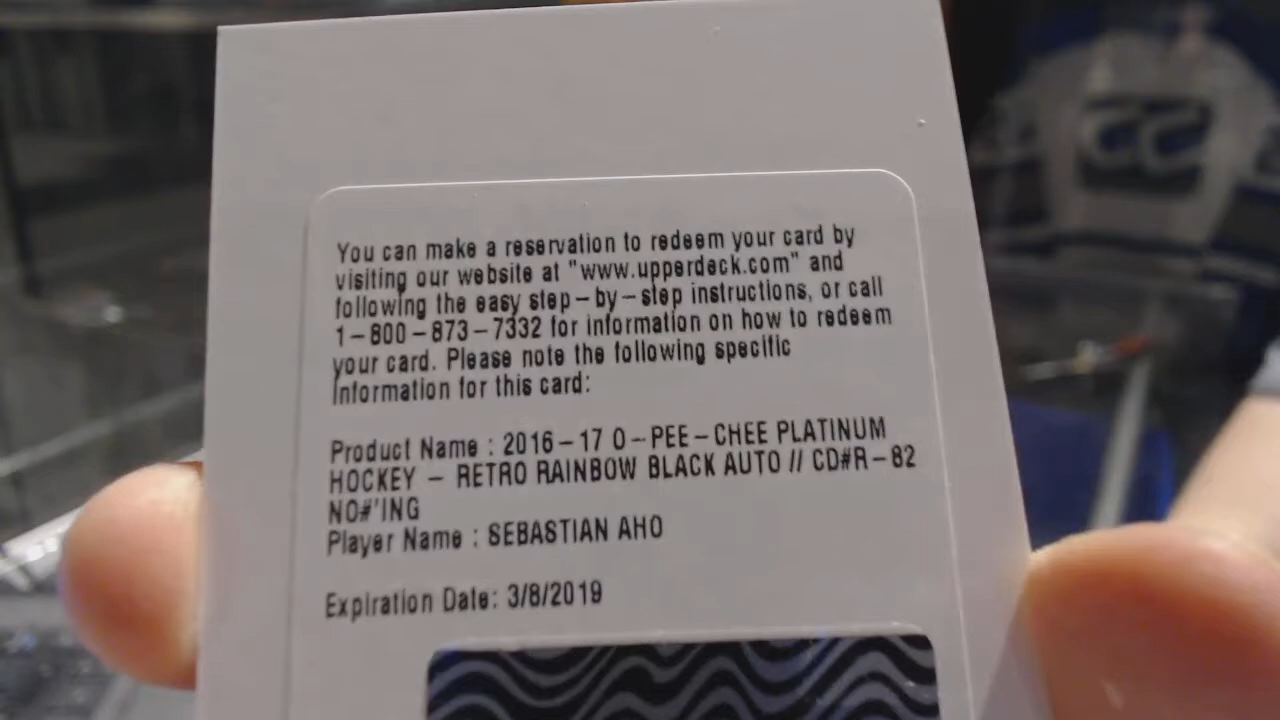 You can make a reservation to redeem your card by
visiting our website at "www.upperdeck.com" and
following the easy step-by-step instructions, or call
1-800-873-7332 for information on how to redeem
your card. Please note the following specific
information for this card:
Product Name : 2016-17 O-PEE-CHEE PLATINUM
HOCKEY - RETRO RAINBOW BLACK AUTO // CD#R-82
NO#'ING
Player Name : SEBASTIAN AHO
Expiration Date: 3/8/2019